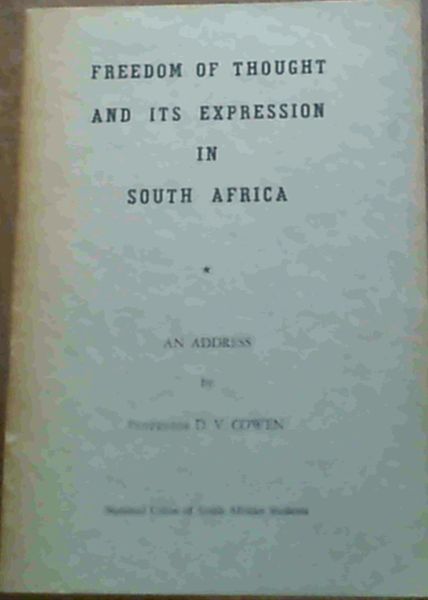 FREEDOM OF THOUGHT
AND ITS EXPRESSION
IN
SOUTH AFRICA
*
AN ADDRESS
by
Professor D. V. COWEN
National Union of South African Students